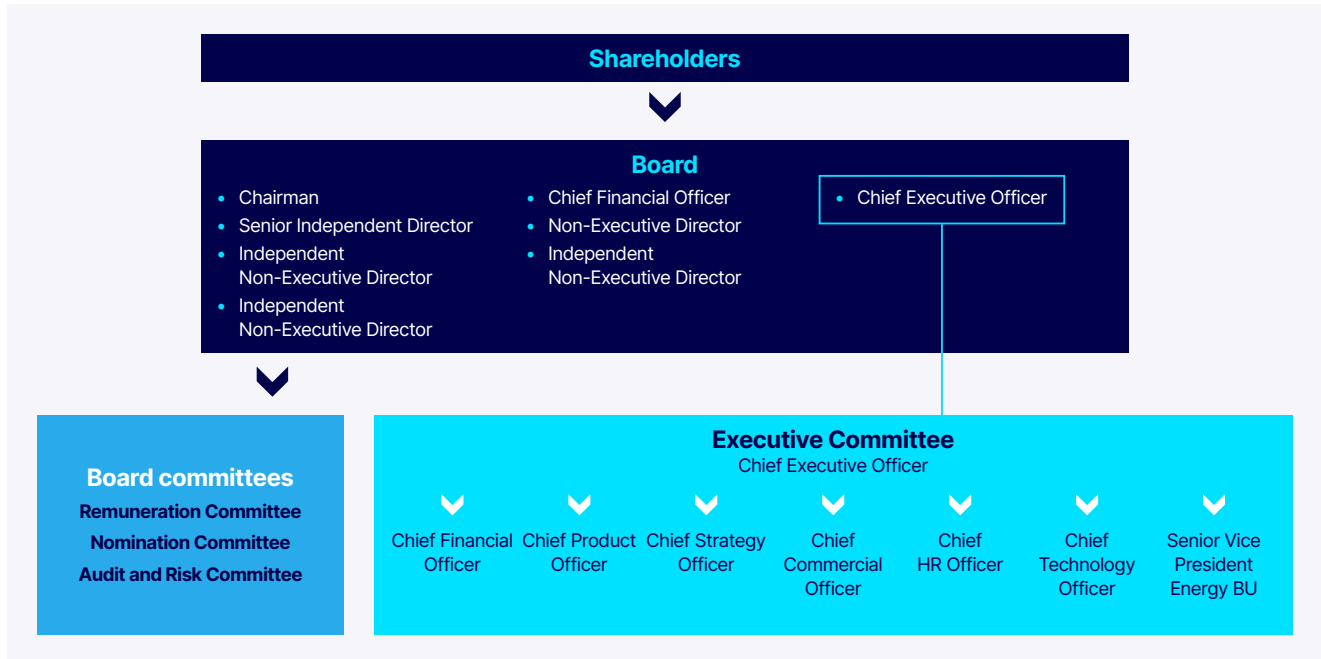 Shareholders
Board
• Chairman
• Senior Independent Director
• Independent
Non-Executive Director
• Independent
Non-Executive Director
• Chief Financial Officer
• Non-Executive Director
• Independent
Non-Executive Director
• Chief Executive Officer
Board committees
Remuneration Committee
Nomination Committee
Audit and Risk Committee
Executive Committee
Chief Executive Officer
Chief Financial
Officer
Chief Product
Officer
Chief Strategy
Officer
Chief
Commercial
Officer
Chief
HR Officer
Chief
Technology
Officer
Senior Vice
President
Energy BU